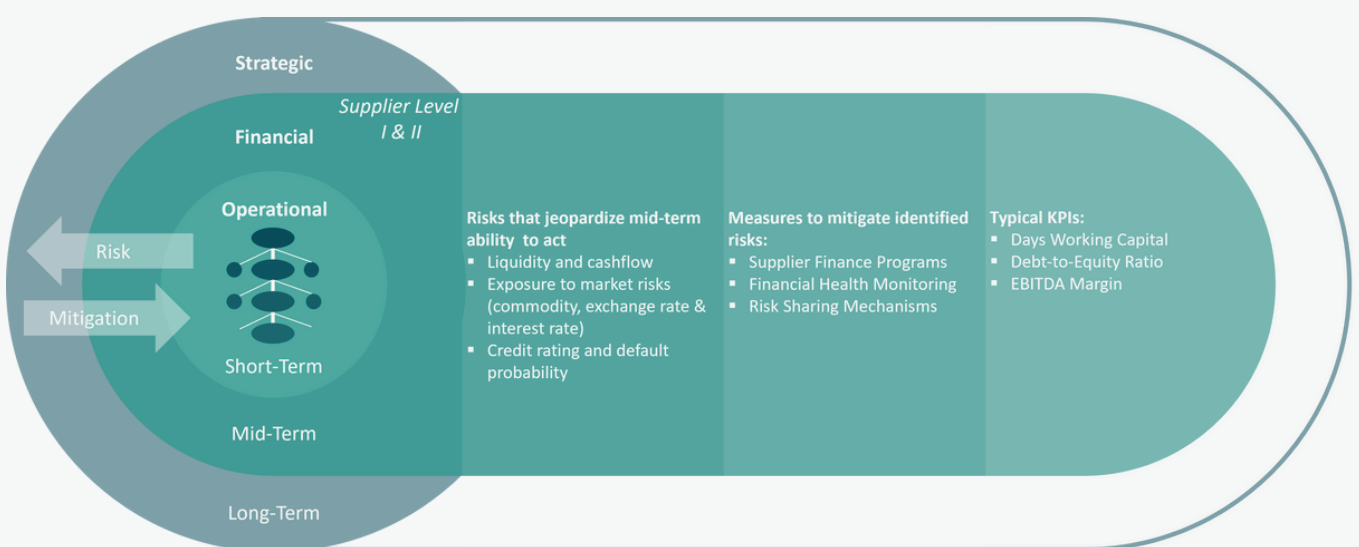 Strategic
Supplier Level
I & II
Financial
Operational
Risk
Mitigation
Short-Term
Mid-Term
Long-Term
Risks that jeopardize mid-term
ability to act
▪ Liquidity and cashflow
▪ Exposure to market risks
(commodity, exchange rate &
interest rate)
▪ Credit rating and default
probability
Measures to mitigate identified
risks:
▪ Supplier Finance Programs
▪ Financial Health Monitoring
▪ Risk Sharing Mechanisms
Typical KPIs:
▪ Days Working Capital
▪ Debt-to-Equity Ratio
▪ EBITDA Margin